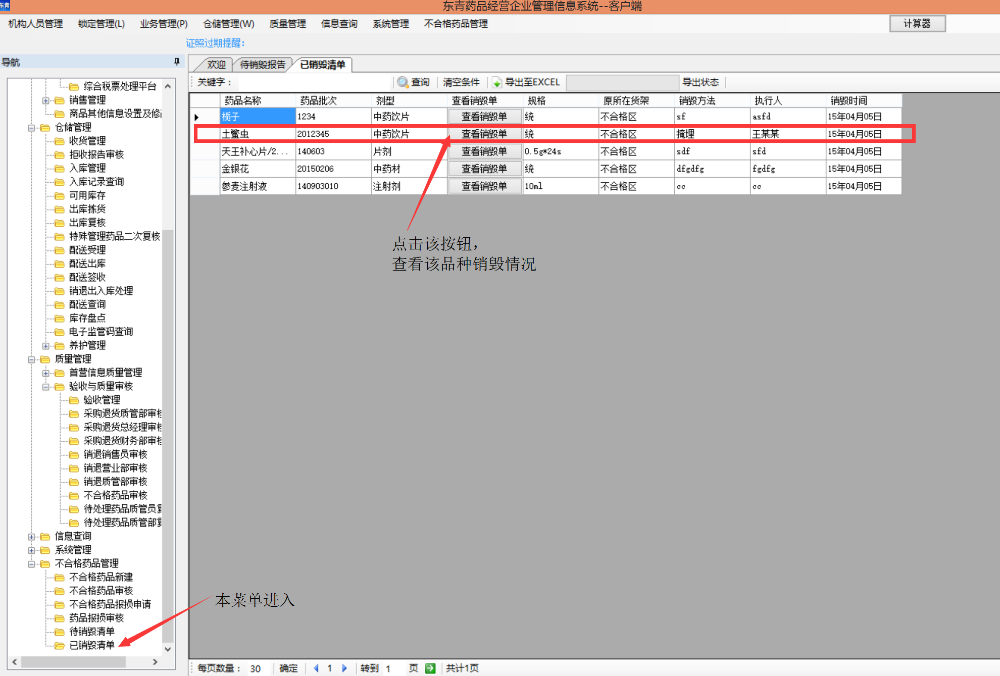 东青
东青药品经营企业管理信息系统--客户端
机构人员管理 锁定管理(L) 业务管理(P) 仓储管理(W) 质量管理 信息查询 系统管理 不合格药品管理 计算器
证照过期提醒：
导航
综合税票处理平台
销售管理
商品其他信息设置及修
仓储管理
收货管理
拒收报告审核
入库管理
入库记录查询
可用库存
出库拣货
出库复核
特殊管理药品二次复核
配送受理
配送出库
配送签收
销退出入库处理
配送查询
库存盘点
电子监管码查询
养护管理
质量管理
首营信息质量管理
验收与质量审核
验收管理
采购退货质管部审核
采购退货总经理审核
采购退货财务部审核
销退销售员审核
销退营业部审核
销退质管部审核
不合格药品审核
待处理药品质管员复
待处理药品质管部复
信息查询
系统管理
不合格药品管理
不合格药品新建
不合格药品审核
不合格药品报损申请
药品报损审核
待销毁清单
已销毁清单
欢迎 待销毁报告 已销毁清单
关键字： 查询 清空条件 导出至EXCEL 导出状态
药品名称 药品批次 剂型 查看销毁单 规格 原所在货架 销毁方法 执行人 销毁时间
栀子 1234 中药饮片 查看销毁单 统 不合格区 sf asfd 15年04月05日
土鳖虫 2012345 中药饮片 查看销毁单 统 不合格区 掩埋 王某某 15年04月05日
天王补心片/2... 140603 片剂 查看销毁单 0.5g*24s 不合格区 sdf sfd 15年04月05日
金银花 20150206 中药材 查看销毁单 统 不合格区 dfgdfg fgdfg 15年04月05日
参麦注射液 140903010 注射剂 查看销毁单 10ml 不合格区 cc cc 15年04月05日
点击该按钮，
查看该品种销毁情况
本菜单进入
每页数量： 30 确定 1 转到 1 页 共计1页